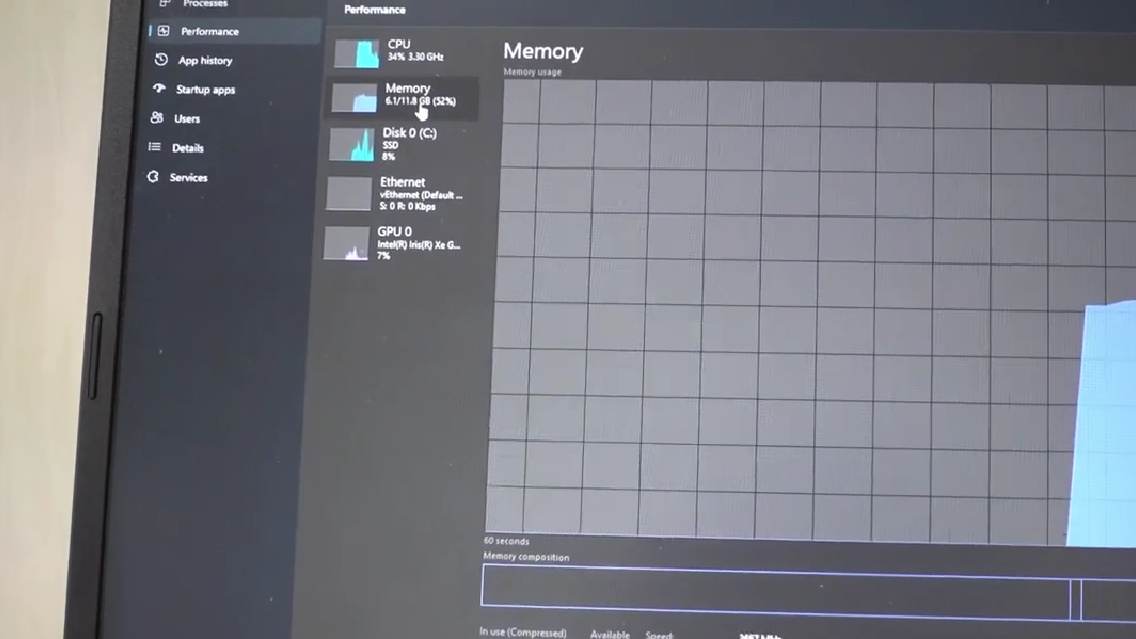 Processes
Performance
Performance
App history
Startup apps
Users
Details
Services
CPU
34% 3.30 GHz
Memory
6.1/11.8 GB (52%)
Disk 0 (C:)
SSD
8%
Ethernet
vEthernet (Default ...
S: 0 R: 0 Kbps
GPU 0
Intel(R) Iris(R) Xe G...
7%
Memory
Memory usage
60 seconds
Memory composition
In use (Compressed) Available Speed: